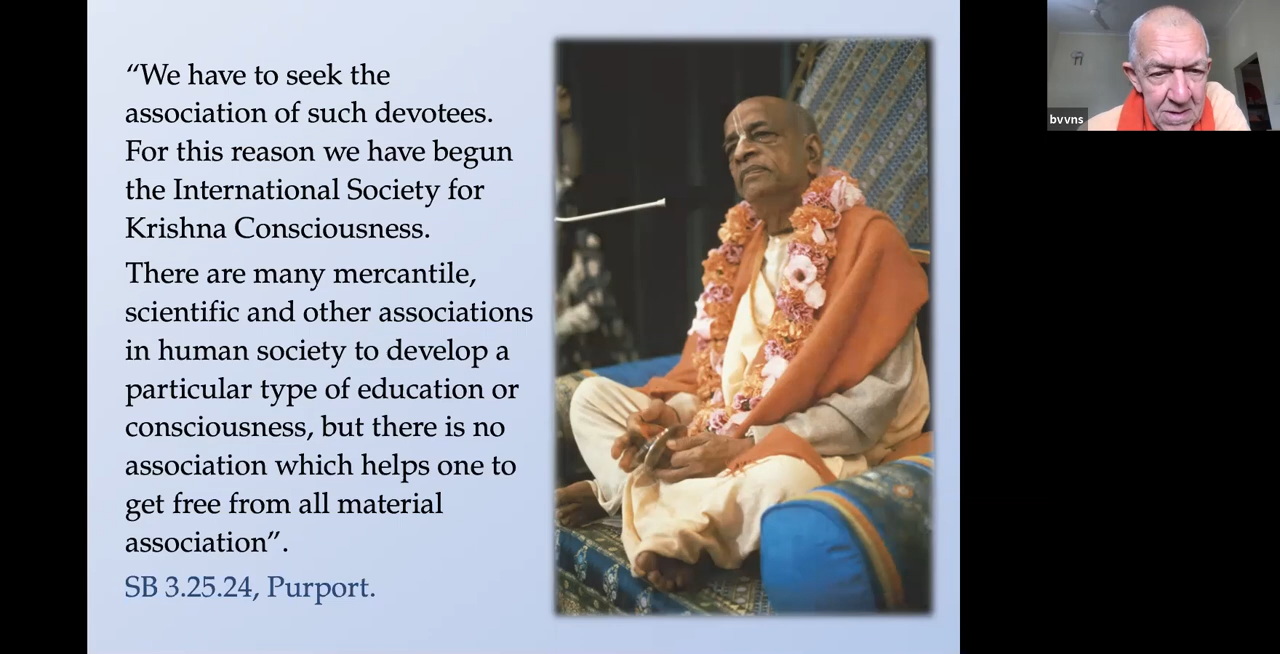 “We have to seek the
association of such devotees.
For this reason we have begun
the International Society for
Krishna Consciousness.
There are many mercantile,
scientific and other associations
in human society to develop a
particular type of education or
consciousness, but there is no
association which helps one to
get free from all material
association”.
SB 3.25.24, Purport.
bvvns